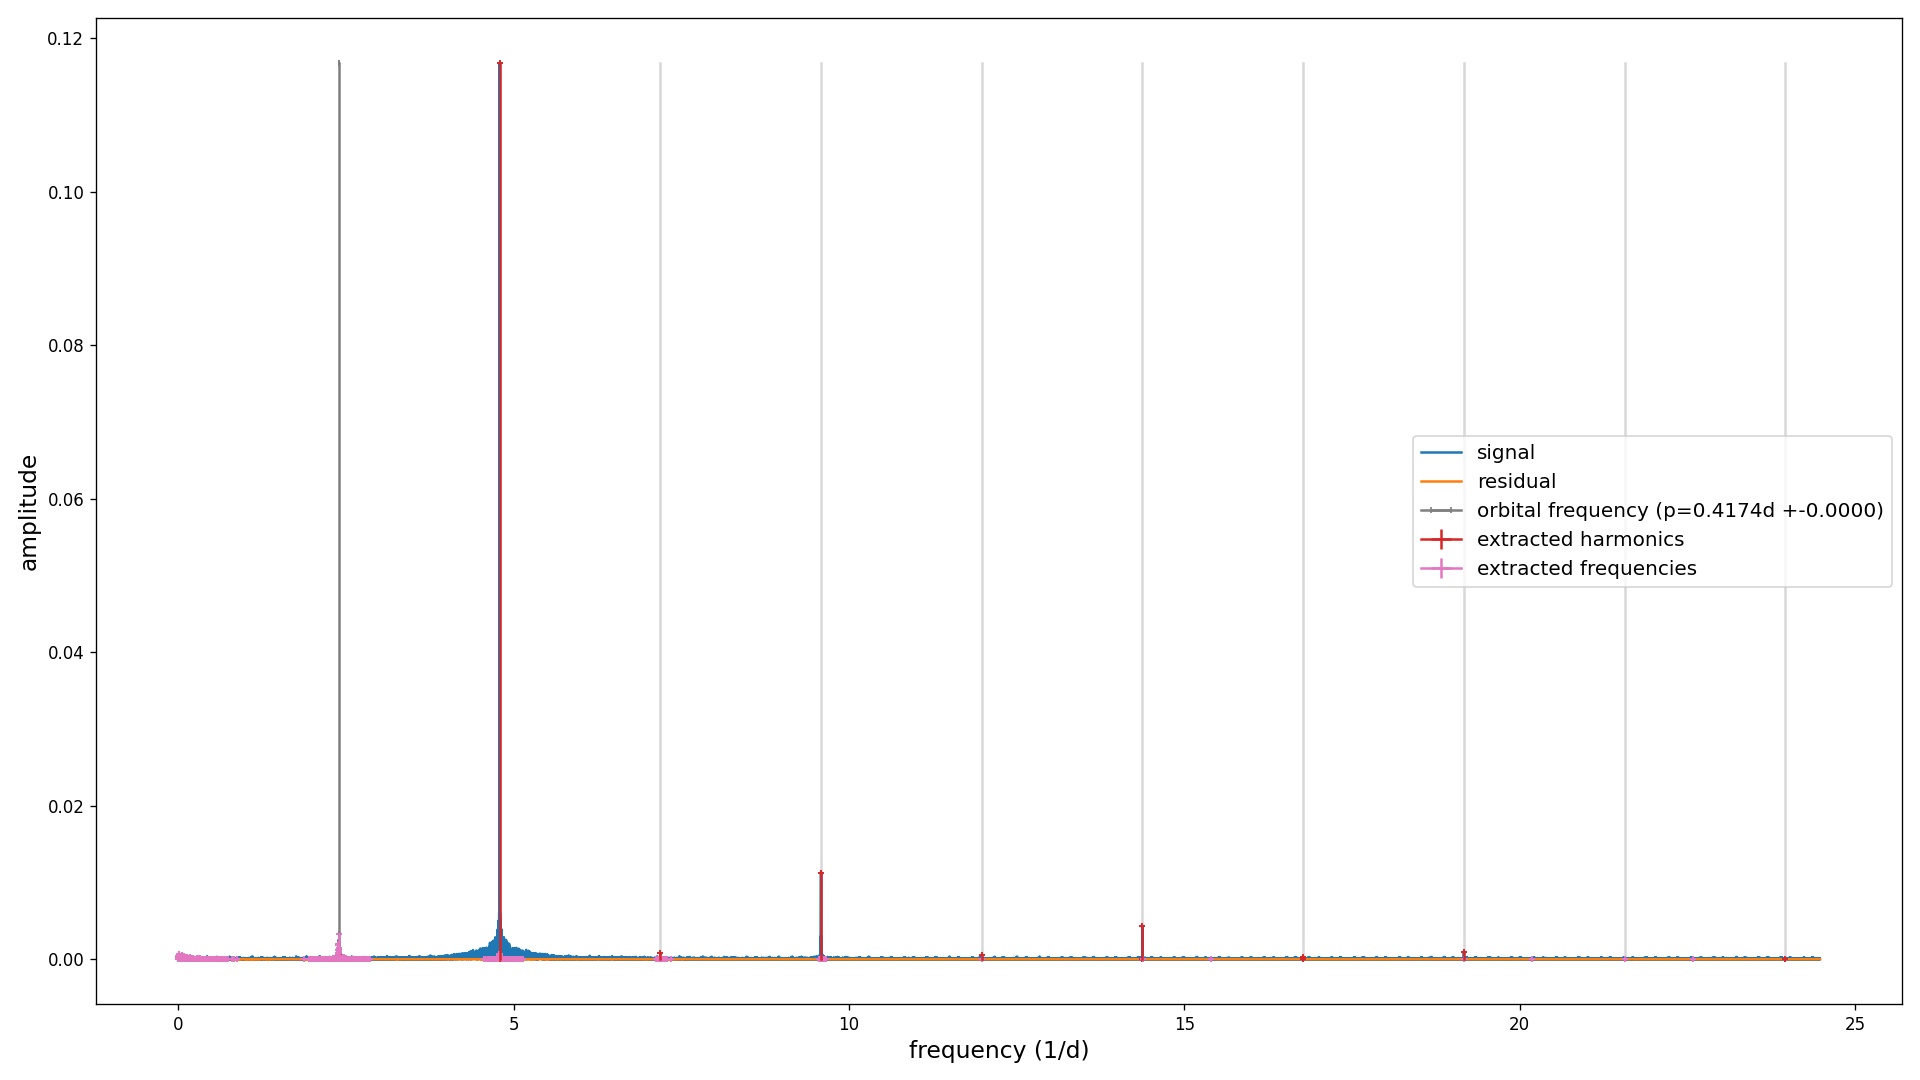 0.12
0.10
0.08
0.06
0.04
0.02
0.00
amplitude
0
5
10
15
20
25
frequency (1/d)
signal
residual
orbital frequency (p=0.4174d +-0.0000)
extracted harmonics
extracted frequencies